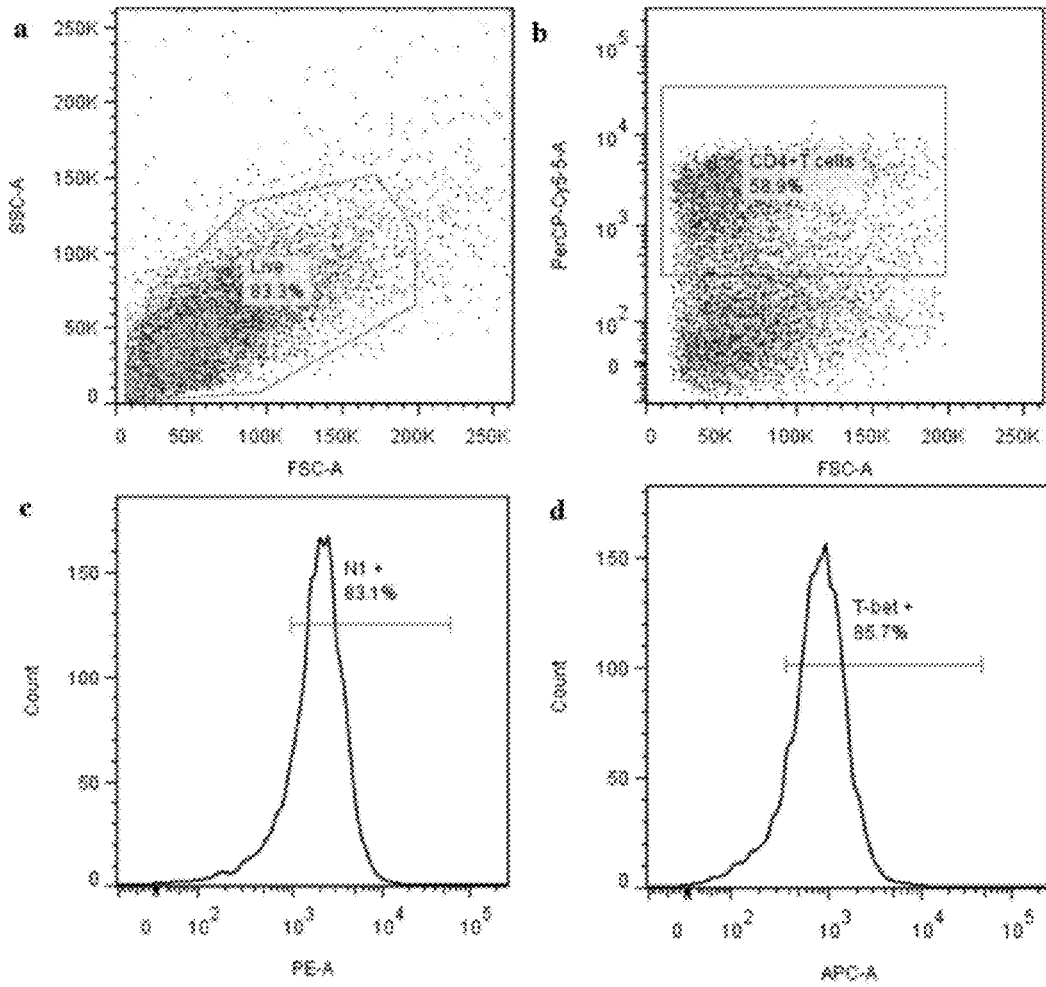 a
250K
200K
150K
100K
50K
0
SSC-A
Live
83.3%
0 50K 100K 150K 200K 250K
FSC-A
b
10^5
10^4
10^3
10^2
0
PerCP-Cy5-5-A
CD4+T cells
58.9%
0 50K 100K 150K 200K 250K
FSC-A
c
150
100
50
0
Count
N1 +
83.1%
0 10^2 10^3 10^4 10^5
PE-A
d
150
100
50
0
Count
T-bet +
85.7%
0 10^2 10^3 10^4 10^5
APC-A